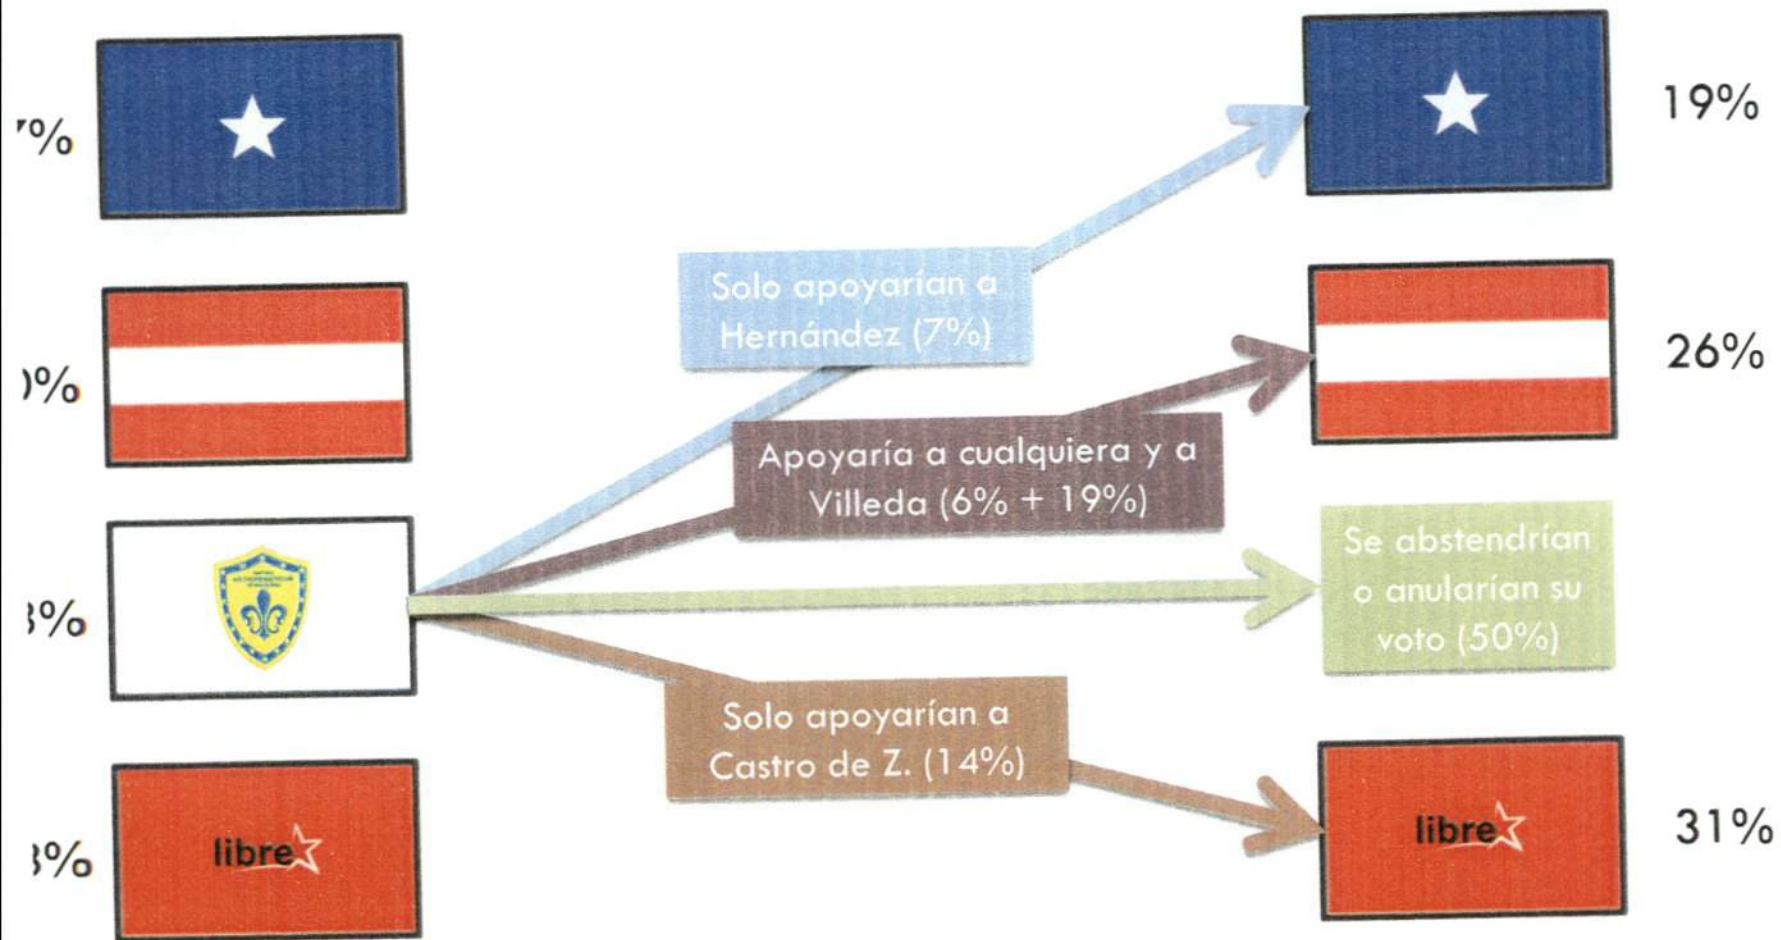 %
19%
Solo apoyarían a
Hernández (7%)
%
26%
Apoyaría a cualquiera y a
Villeda (6% + 19%)
Se abstendrían
o anularían su
voto (50%)
%
Solo apoyarían a
Castro de Z. (14%)
%
libre
libre
31%